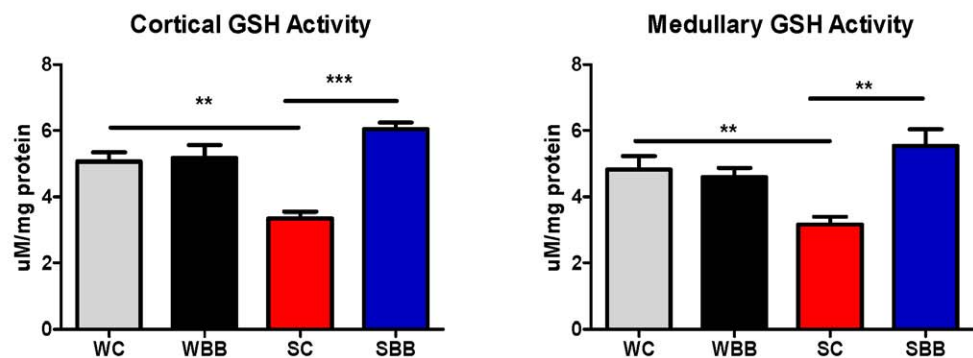 Cortical GSH Activity
uM/mg protein
8
6
4
2
0
**
***
WC WBB SC SBB
Medullary GSH Activity
uM/mg protein
8
6
4
2
0
**
**
WC WBB SC SBB